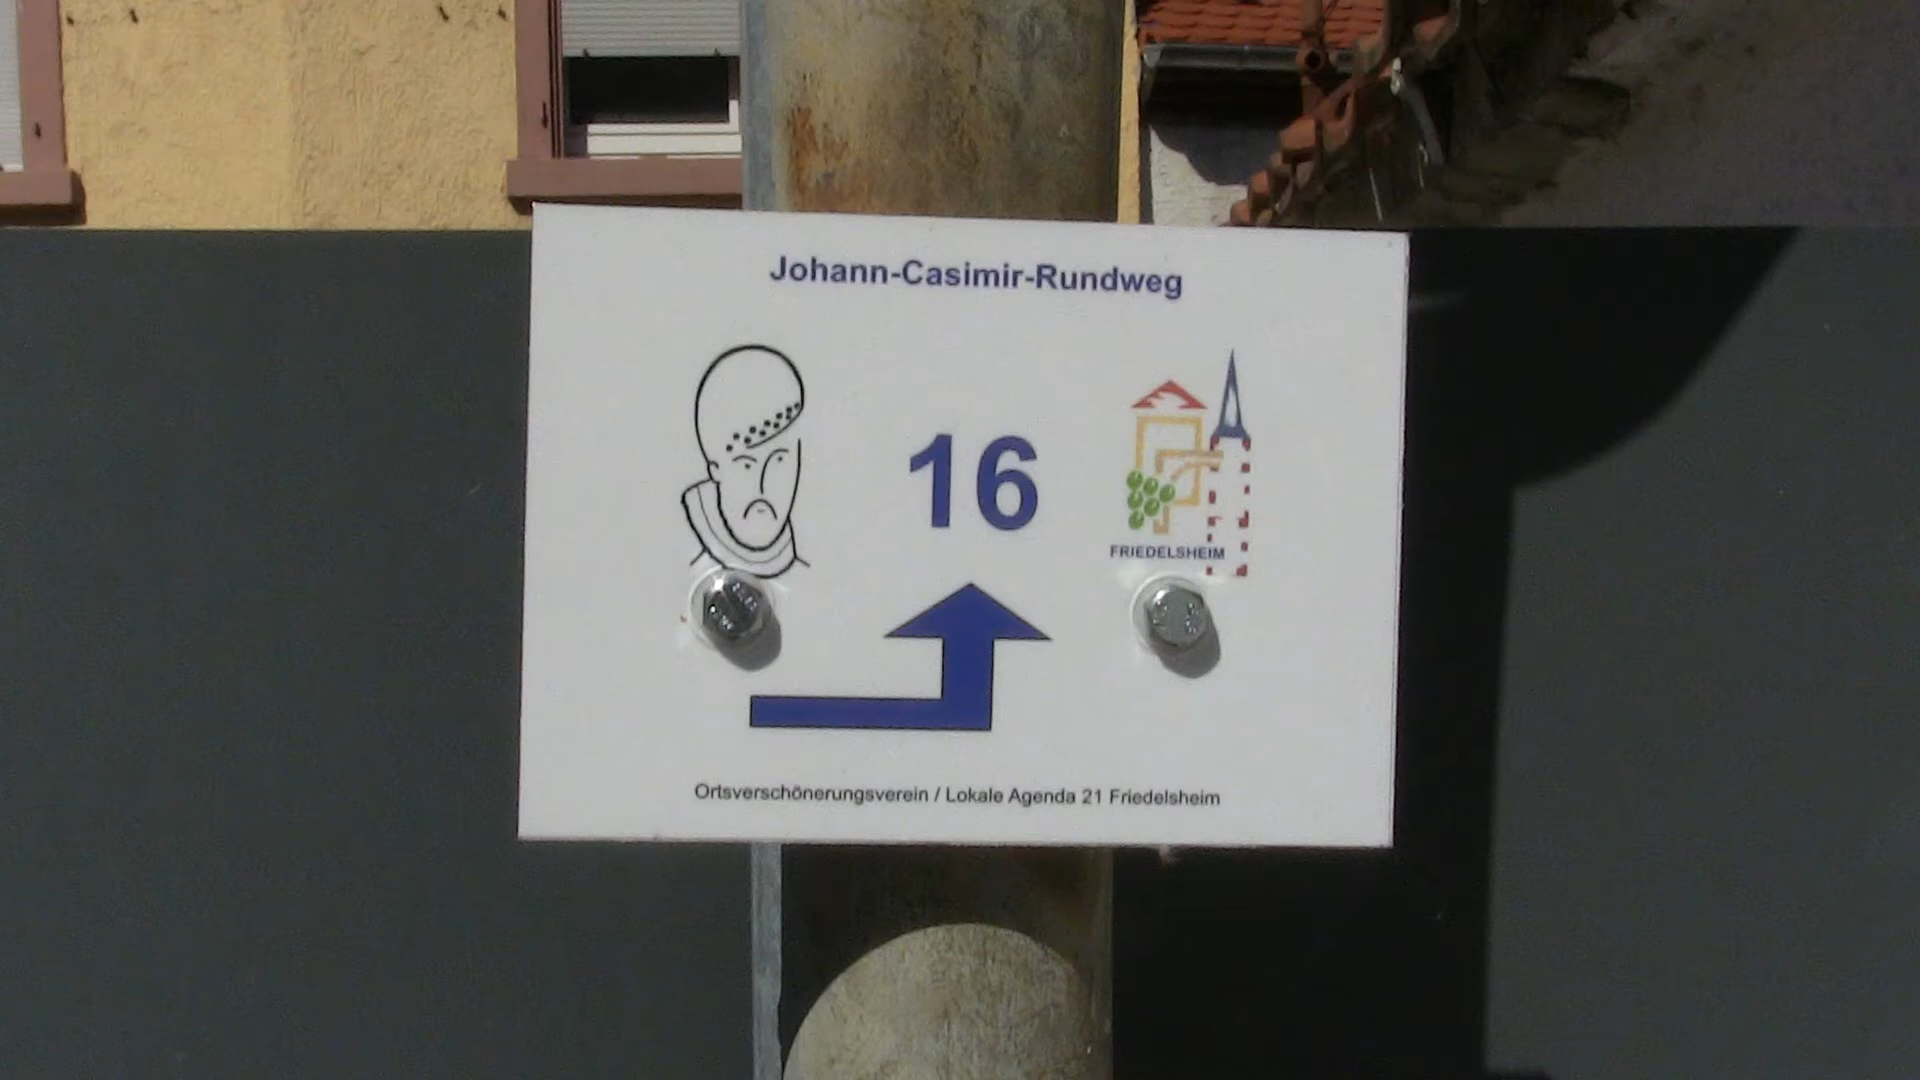 Johann-Casimir-Rundweg
16
FRIEDELSHEIM
Ortsverschönerungsverein / Lokale Agenda 21 Friedelsheim